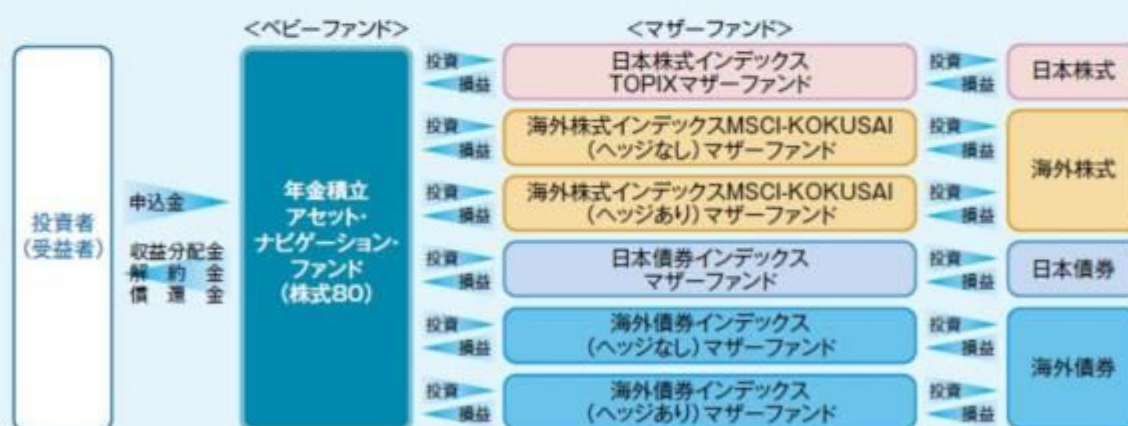 <ベビーファンド>
<マザーファンド>
投資者
(受益者)
申込金
収益分配金
解約金
償還金
年金積立
アセット・
ナビゲーション・
ファンド
(株式80)
投資
損益
日本株式インデックス
TOPIXマザーファンド
投資
損益
日本株式
投資
損益
海外株式インデックスMSCI-KOKUSAI
(ヘッジなし)マザーファンド
投資
損益
海外株式
投資
損益
海外株式インデックスMSCI-KOKUSAI
(ヘッジあり)マザーファンド
投資
損益
投資
損益
日本債券インデックス
マザーファンド
投資
損益
日本債券
投資
損益
海外債券インデックス
(ヘッジなし)マザーファンド
投資
損益
海外債券
投資
損益
海外債券インデックス
(ヘッジあり)マザーファンド
投資
損益